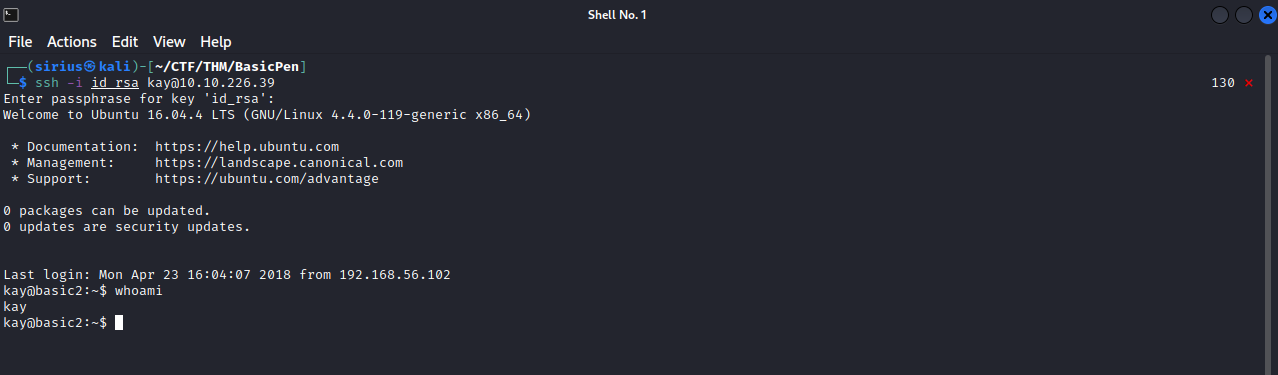 Shell No. 1
File Actions Edit View Help
┌──(sirius㉿kali)-[~/CTF/THM/BasicPen]
└─$ ssh -i id_rsa kay@10.10.226.39 130 ⨯
Enter passphrase for key 'id_rsa':
Welcome to Ubuntu 16.04.4 LTS (GNU/Linux 4.4.0-119-generic x86_64)
* Documentation: https://help.ubuntu.com
* Management: https://landscape.canonical.com
* Support: https://ubuntu.com/advantage
0 packages can be updated.
0 updates are security updates.
Last login: Mon Apr 23 16:04:07 2018 from 192.168.56.102
kay@basic2:~$ whoami
kay
kay@basic2:~$